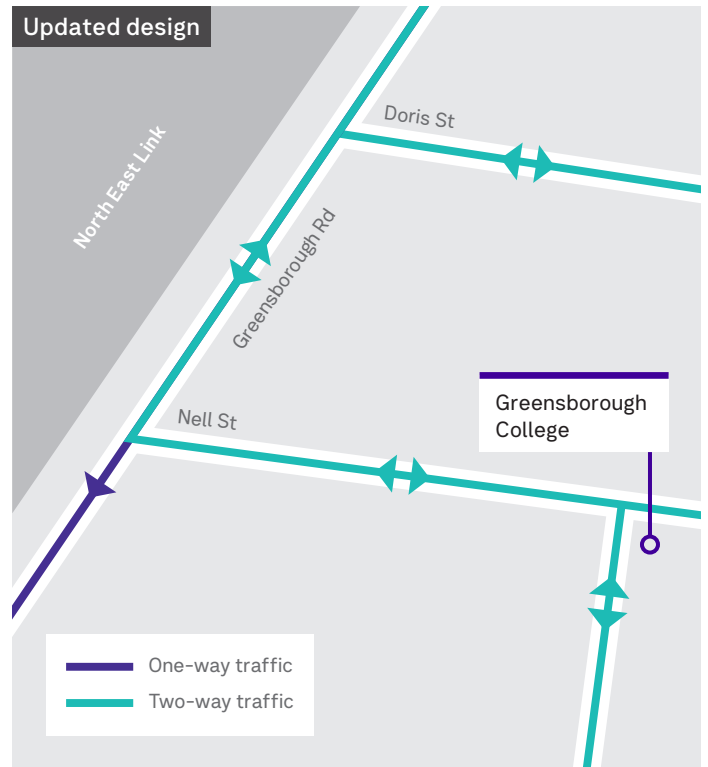 Updated design
North East Link
Doris St
Greensborough Rd
Nell St
Greensborough
College
One-way traffic
Two-way traffic